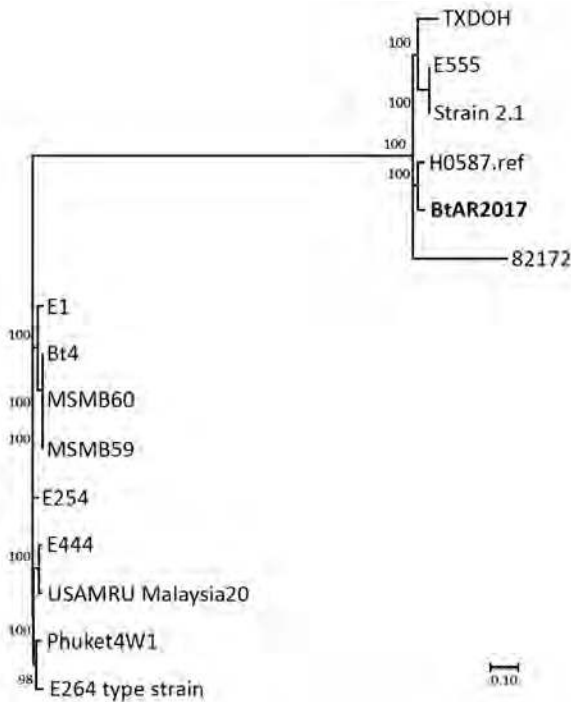 TXDOH
100
E555
100
Strain 2.1
100
H0587.ref
100
BtAR2017
82172
E1
100
Bt4
100
MSMB60
100
MSMB59
E254
E444
100
USAMRU Malaysia20
100
Phuket4W1
98
E264 type strain
0.10